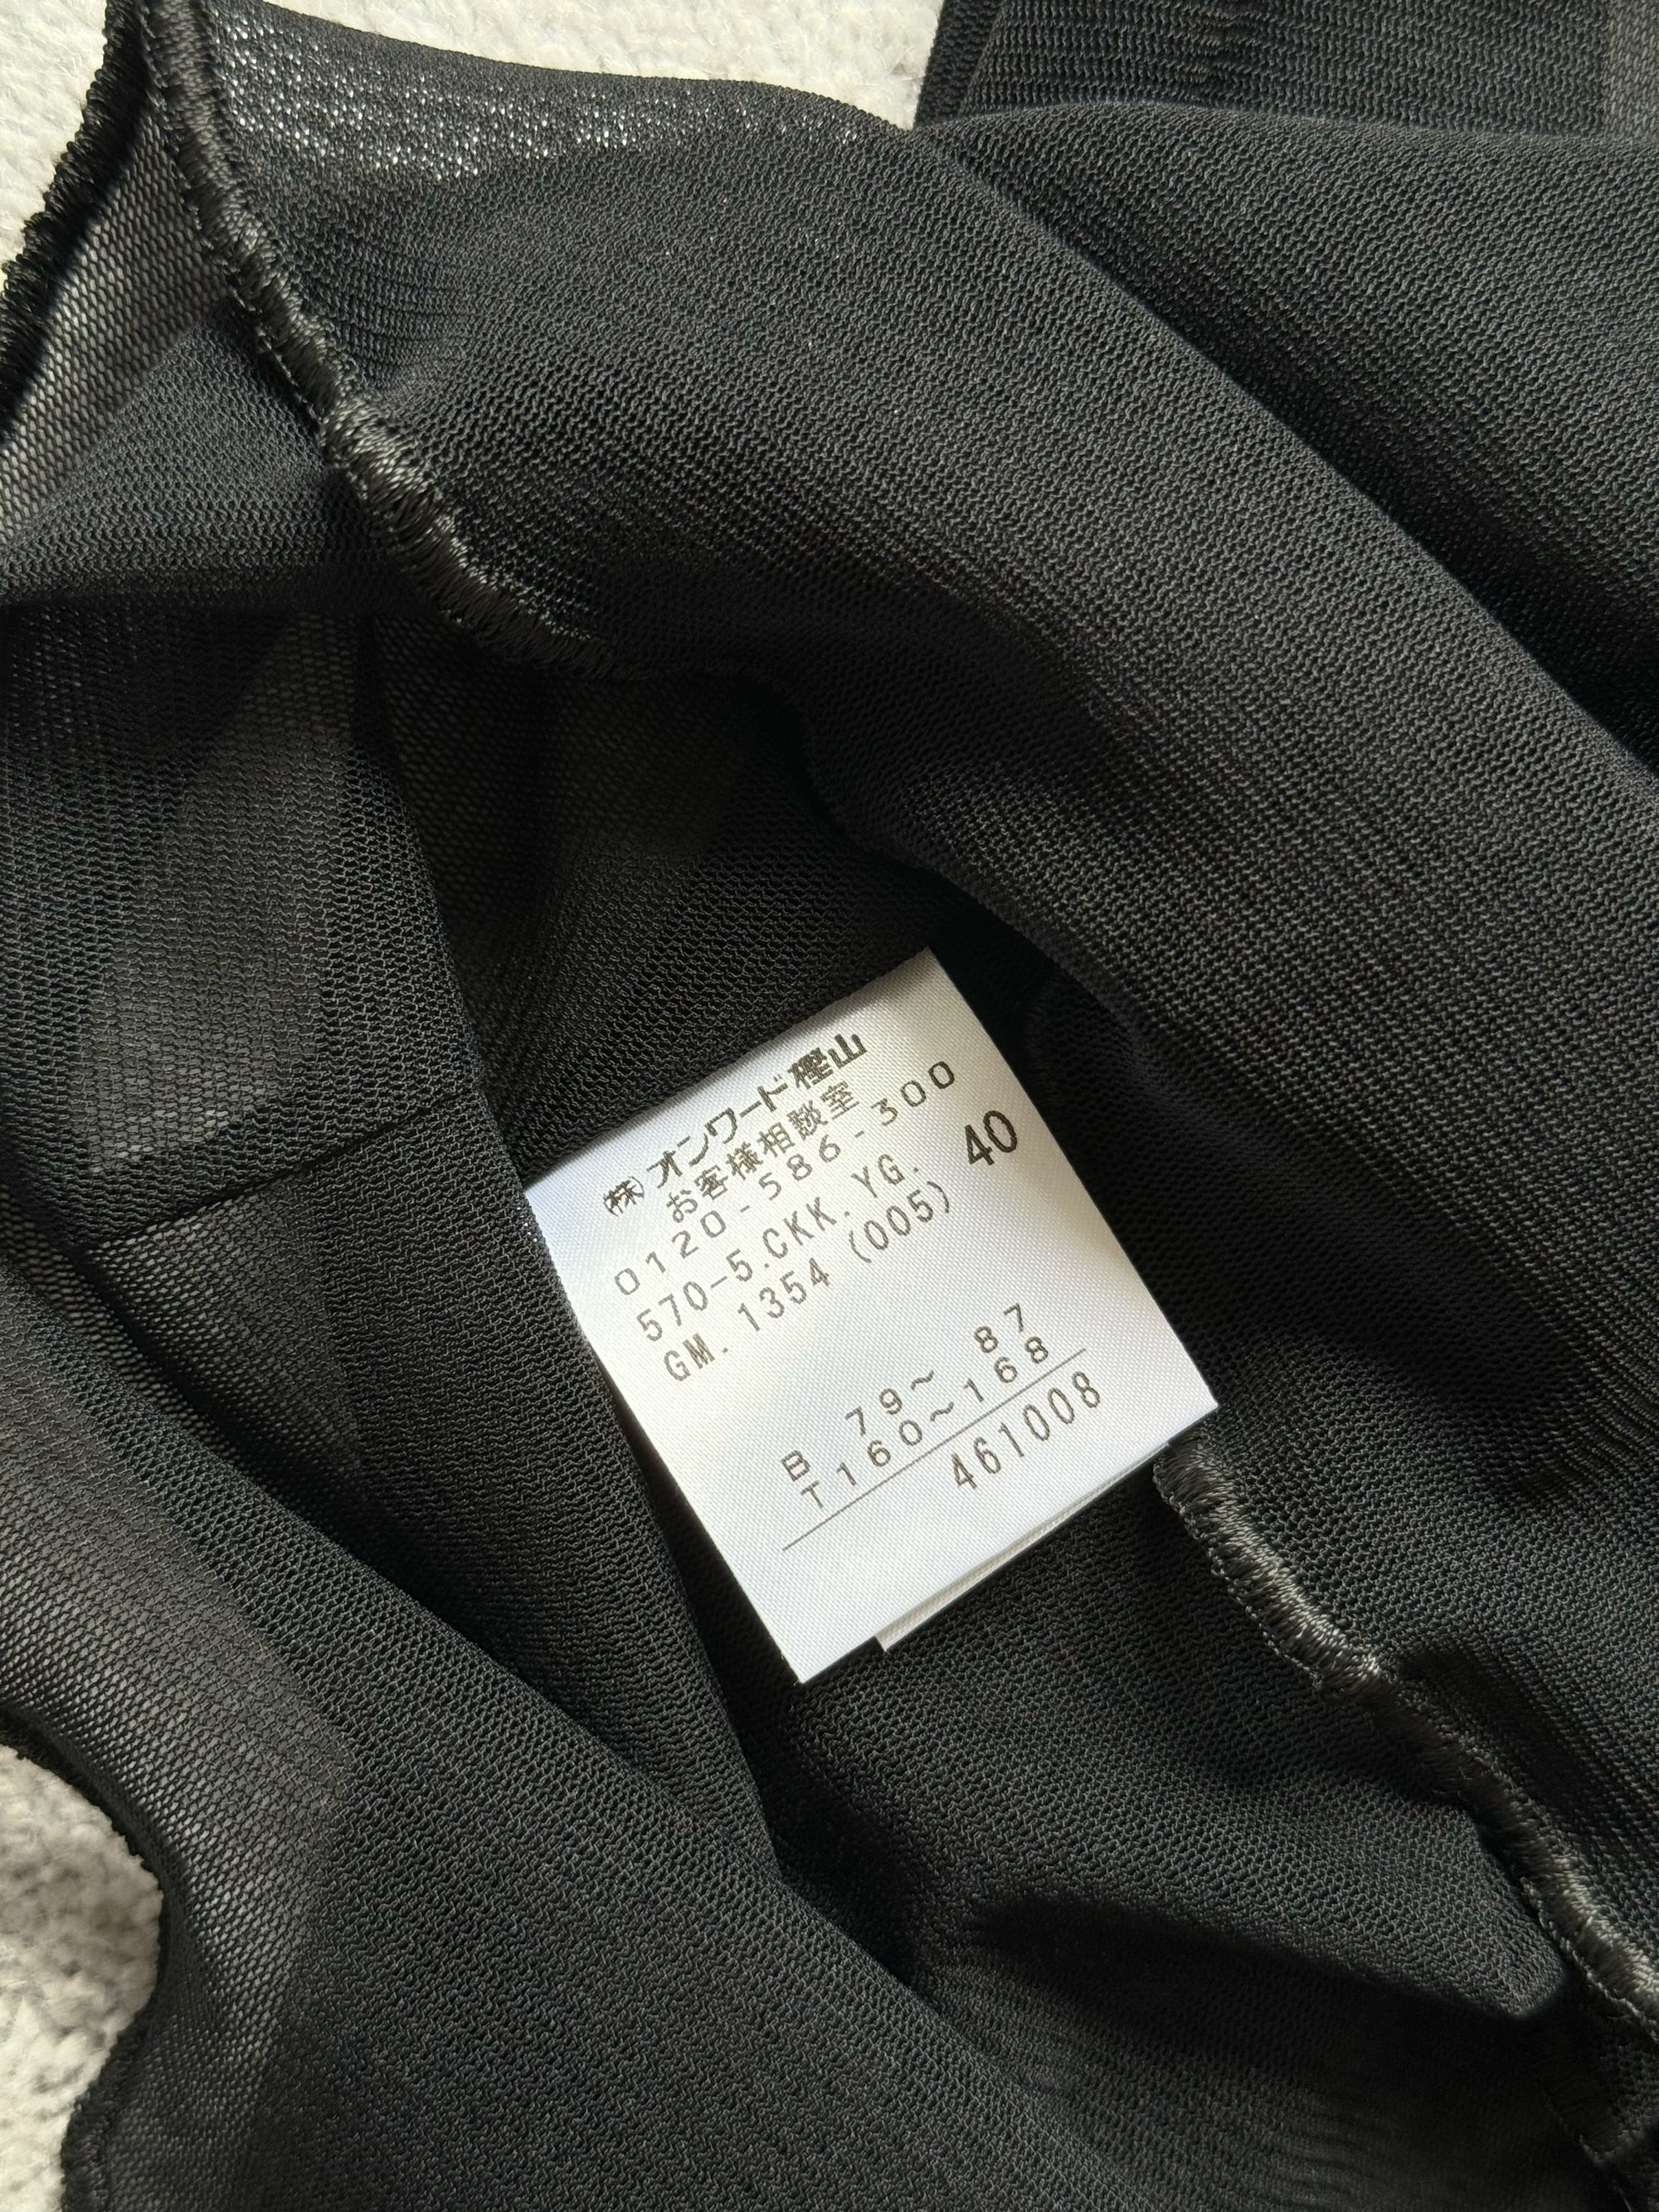 ㈱オンワード樫山
お客様相談室
0120-586-300
570-5.CKK.YG. 40
GM.1354 (005)
B 79～ 87
T160～168
461008